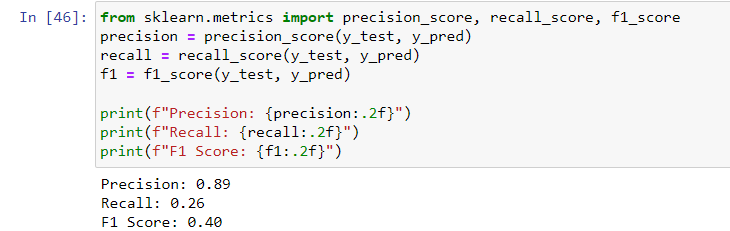 In [46]: from sklearn.metrics import precision_score, recall_score, f1_score
precision = precision_score(y_test, y_pred)
recall = recall_score(y_test, y_pred)
f1 = f1_score(y_test, y_pred)

print(f"Precision: {precision:.2f}")
print(f"Recall: {recall:.2f}")
print(f"F1 Score: {f1:.2f}")
Precision: 0.89
Recall: 0.26
F1 Score: 0.40